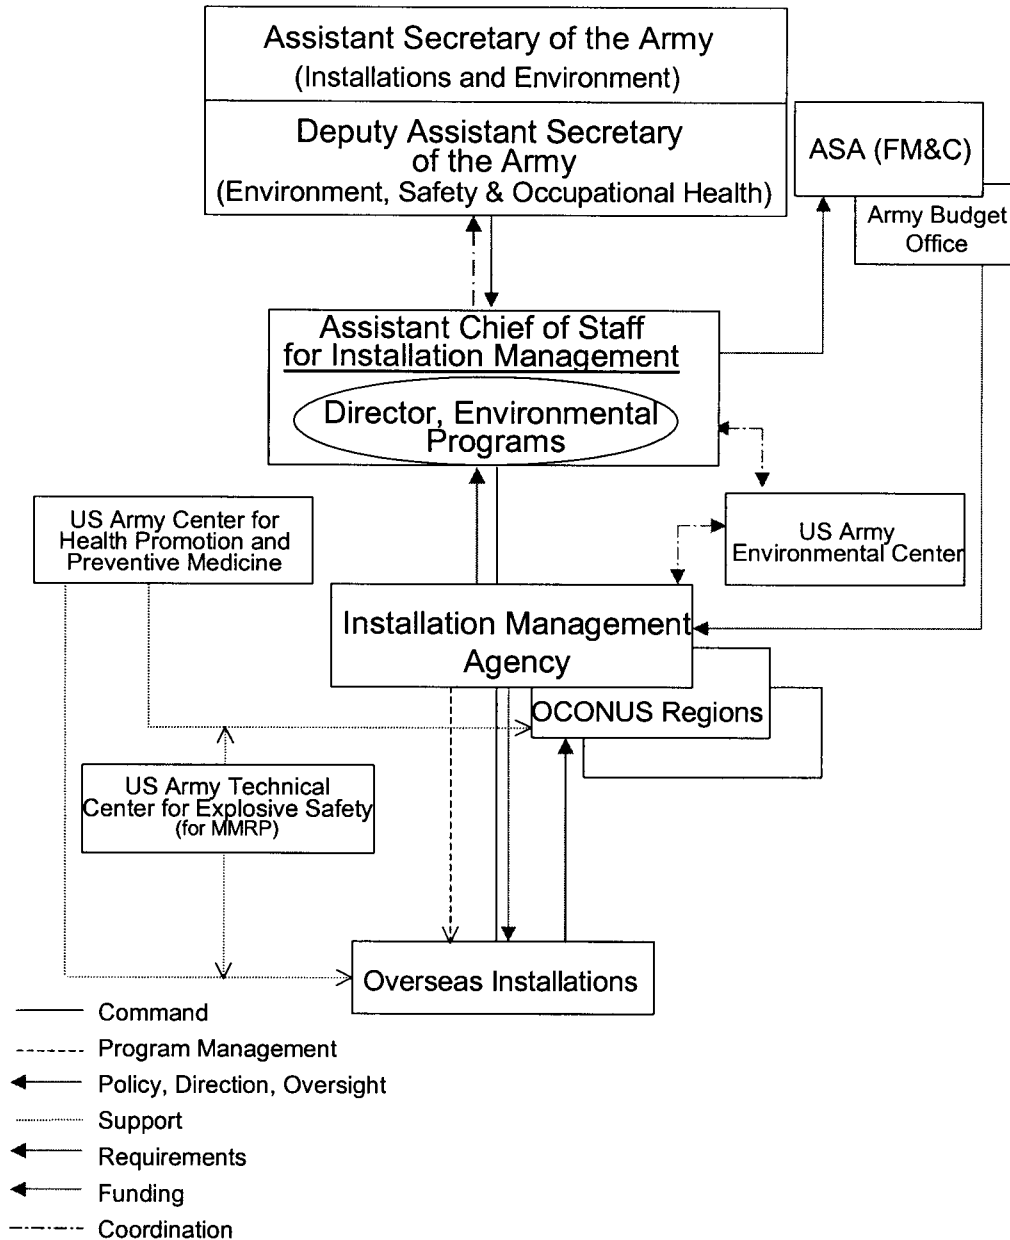 Assistant Secretary of the Army
(Installations and Environment)
Deputy Assistant Secretary
of the Army
(Environment, Safety & Occupational Health)
ASA (FM&C)
Army Budget
Office
Assistant Chief of Staff
for Installation Management
Director, Environmental
Programs
US Army Center for
Health Promotion and
Preventive Medicine
US Army
Environmental Center
Installation Management
Agency
OCONUS Regions
US Army Technical
Center for Explosive Safety
(for MMRP)
Overseas Installations
Command
Program Management
Policy, Direction, Oversight
Support
Requirements
Funding
Coordination